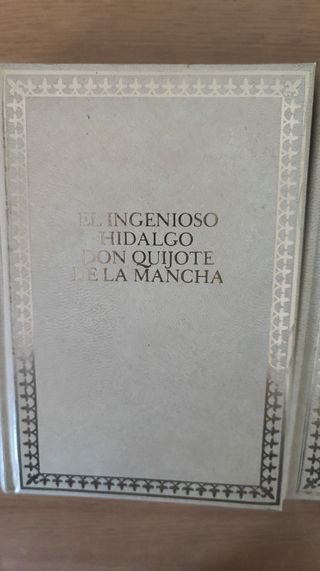 EL INGENIOSO
HIDALGO
DON QUIJOTE
DE LA MANCHA